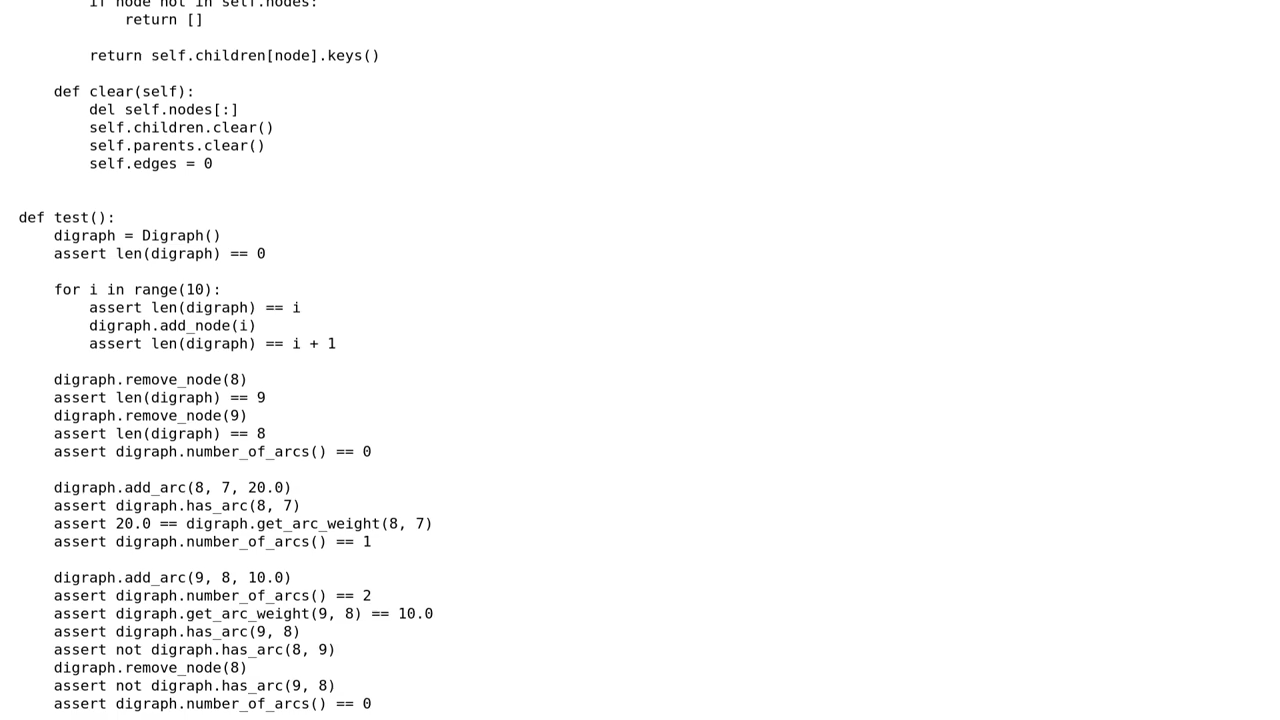 if node not in self.nodes:
            return []

        return self.children[node].keys()

    def clear(self):
        del self.nodes[:]
        self.children.clear()
        self.parents.clear()
        self.edges = 0


def test():
    digraph = Digraph()
    assert len(digraph) == 0

    for i in range(10):
        assert len(digraph) == i
        digraph.add_node(i)
        assert len(digraph) == i + 1

    digraph.remove_node(8)
    assert len(digraph) == 9
    digraph.remove_node(9)
    assert len(digraph) == 8
    assert digraph.number_of_arcs() == 0

    digraph.add_arc(8, 7, 20.0)
    assert digraph.has_arc(8, 7)
    assert 20.0 == digraph.get_arc_weight(8, 7)
    assert digraph.number_of_arcs() == 1

    digraph.add_arc(9, 8, 10.0)
    assert digraph.number_of_arcs() == 2
    assert digraph.get_arc_weight(9, 8) == 10.0
    assert digraph.has_arc(9, 8)
    assert not digraph.has_arc(8, 9)
    digraph.remove_node(8)
    assert not digraph.has_arc(9, 8)
    assert digraph.number_of_arcs() == 0